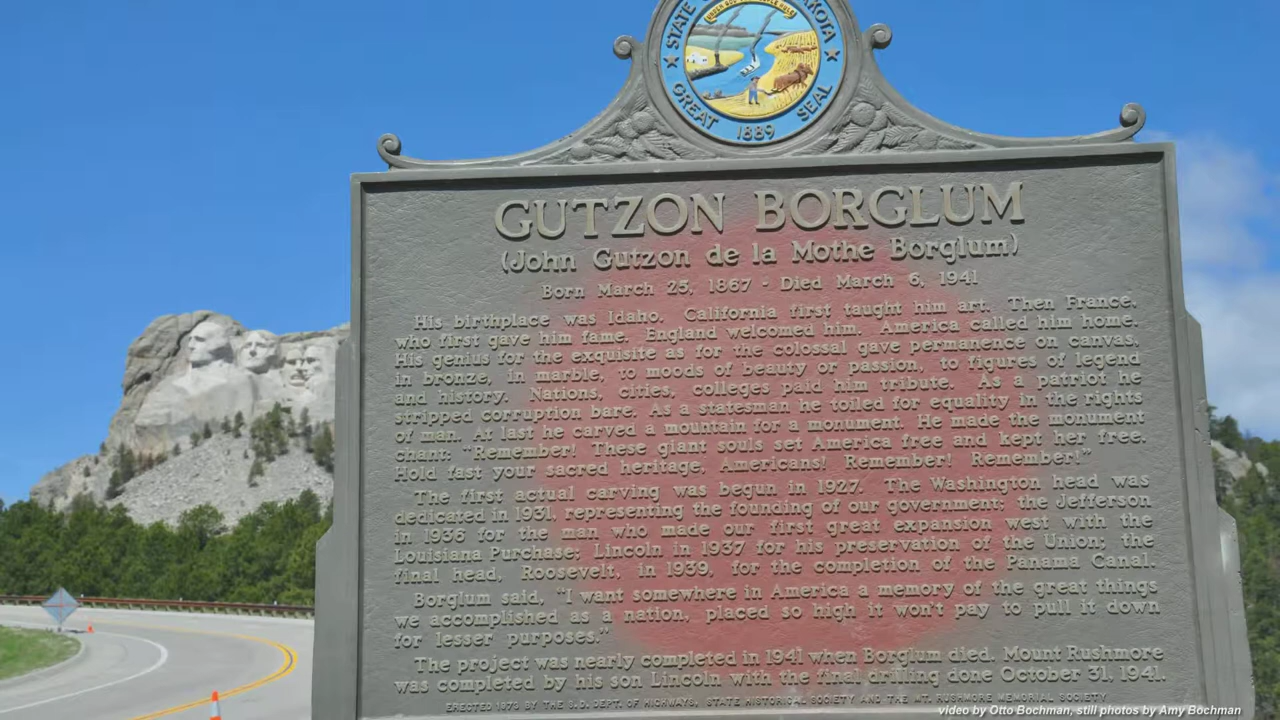 UNDER GOD THE PEOPLE RULE
STATE
DAKOTA
GREAT SEAL
1889
GUTZON BORGLUM
(John Gutzon de la Mothe Borglum)
Born March 25, 1867 - Died March 6, 1941
His birthplace was Idaho. California first taught him art. Then France,
who first gave him fame. England welcomed him. America called him home.
His genius for the exquisite as for the colossal gave permanence on canvas,
in bronze, in marble, to moods of beauty or passion, to figures of legend
and history. Nations, cities, colleges paid him tribute. As a patriot he
stripped corruption bare. As a statesman he toiled for equality in the rights
of man. At last he carved a mountain for a monument. He made the monument
chant: "Remember! These giant souls set America free and kept her free.
Hold fast your sacred heritage, Americans! Remember! Remember!"
The first actual carving was begun in 1927. The Washington head was
dedicated in 1931, representing the founding of our government; the Jefferson
in 1936 for the man who made our first great expansion west with the
Louisiana Purchase; Lincoln in 1937 for his preservation of the Union; the
final head, Roosevelt, in 1939, for the completion of the Panama Canal.
Borglum said, "I want somewhere in America a memory of the great things
we accomplished as a nation, placed so high it won't pay to pull it down
for lesser purposes."
The project was nearly completed in 1941 when Borglum died. Mount Rushmore
was completed by his son Lincoln with the final drilling done October 31, 1941.
ERECTED 1973 BY THE S.D. DEPT. OF HIGHWAYS, STATE HISTORICAL SOCIETY AND THE MT. RUSHMORE MEMORIAL SOCIETY
video by Otto Bochman, still photos by Amy Bochman